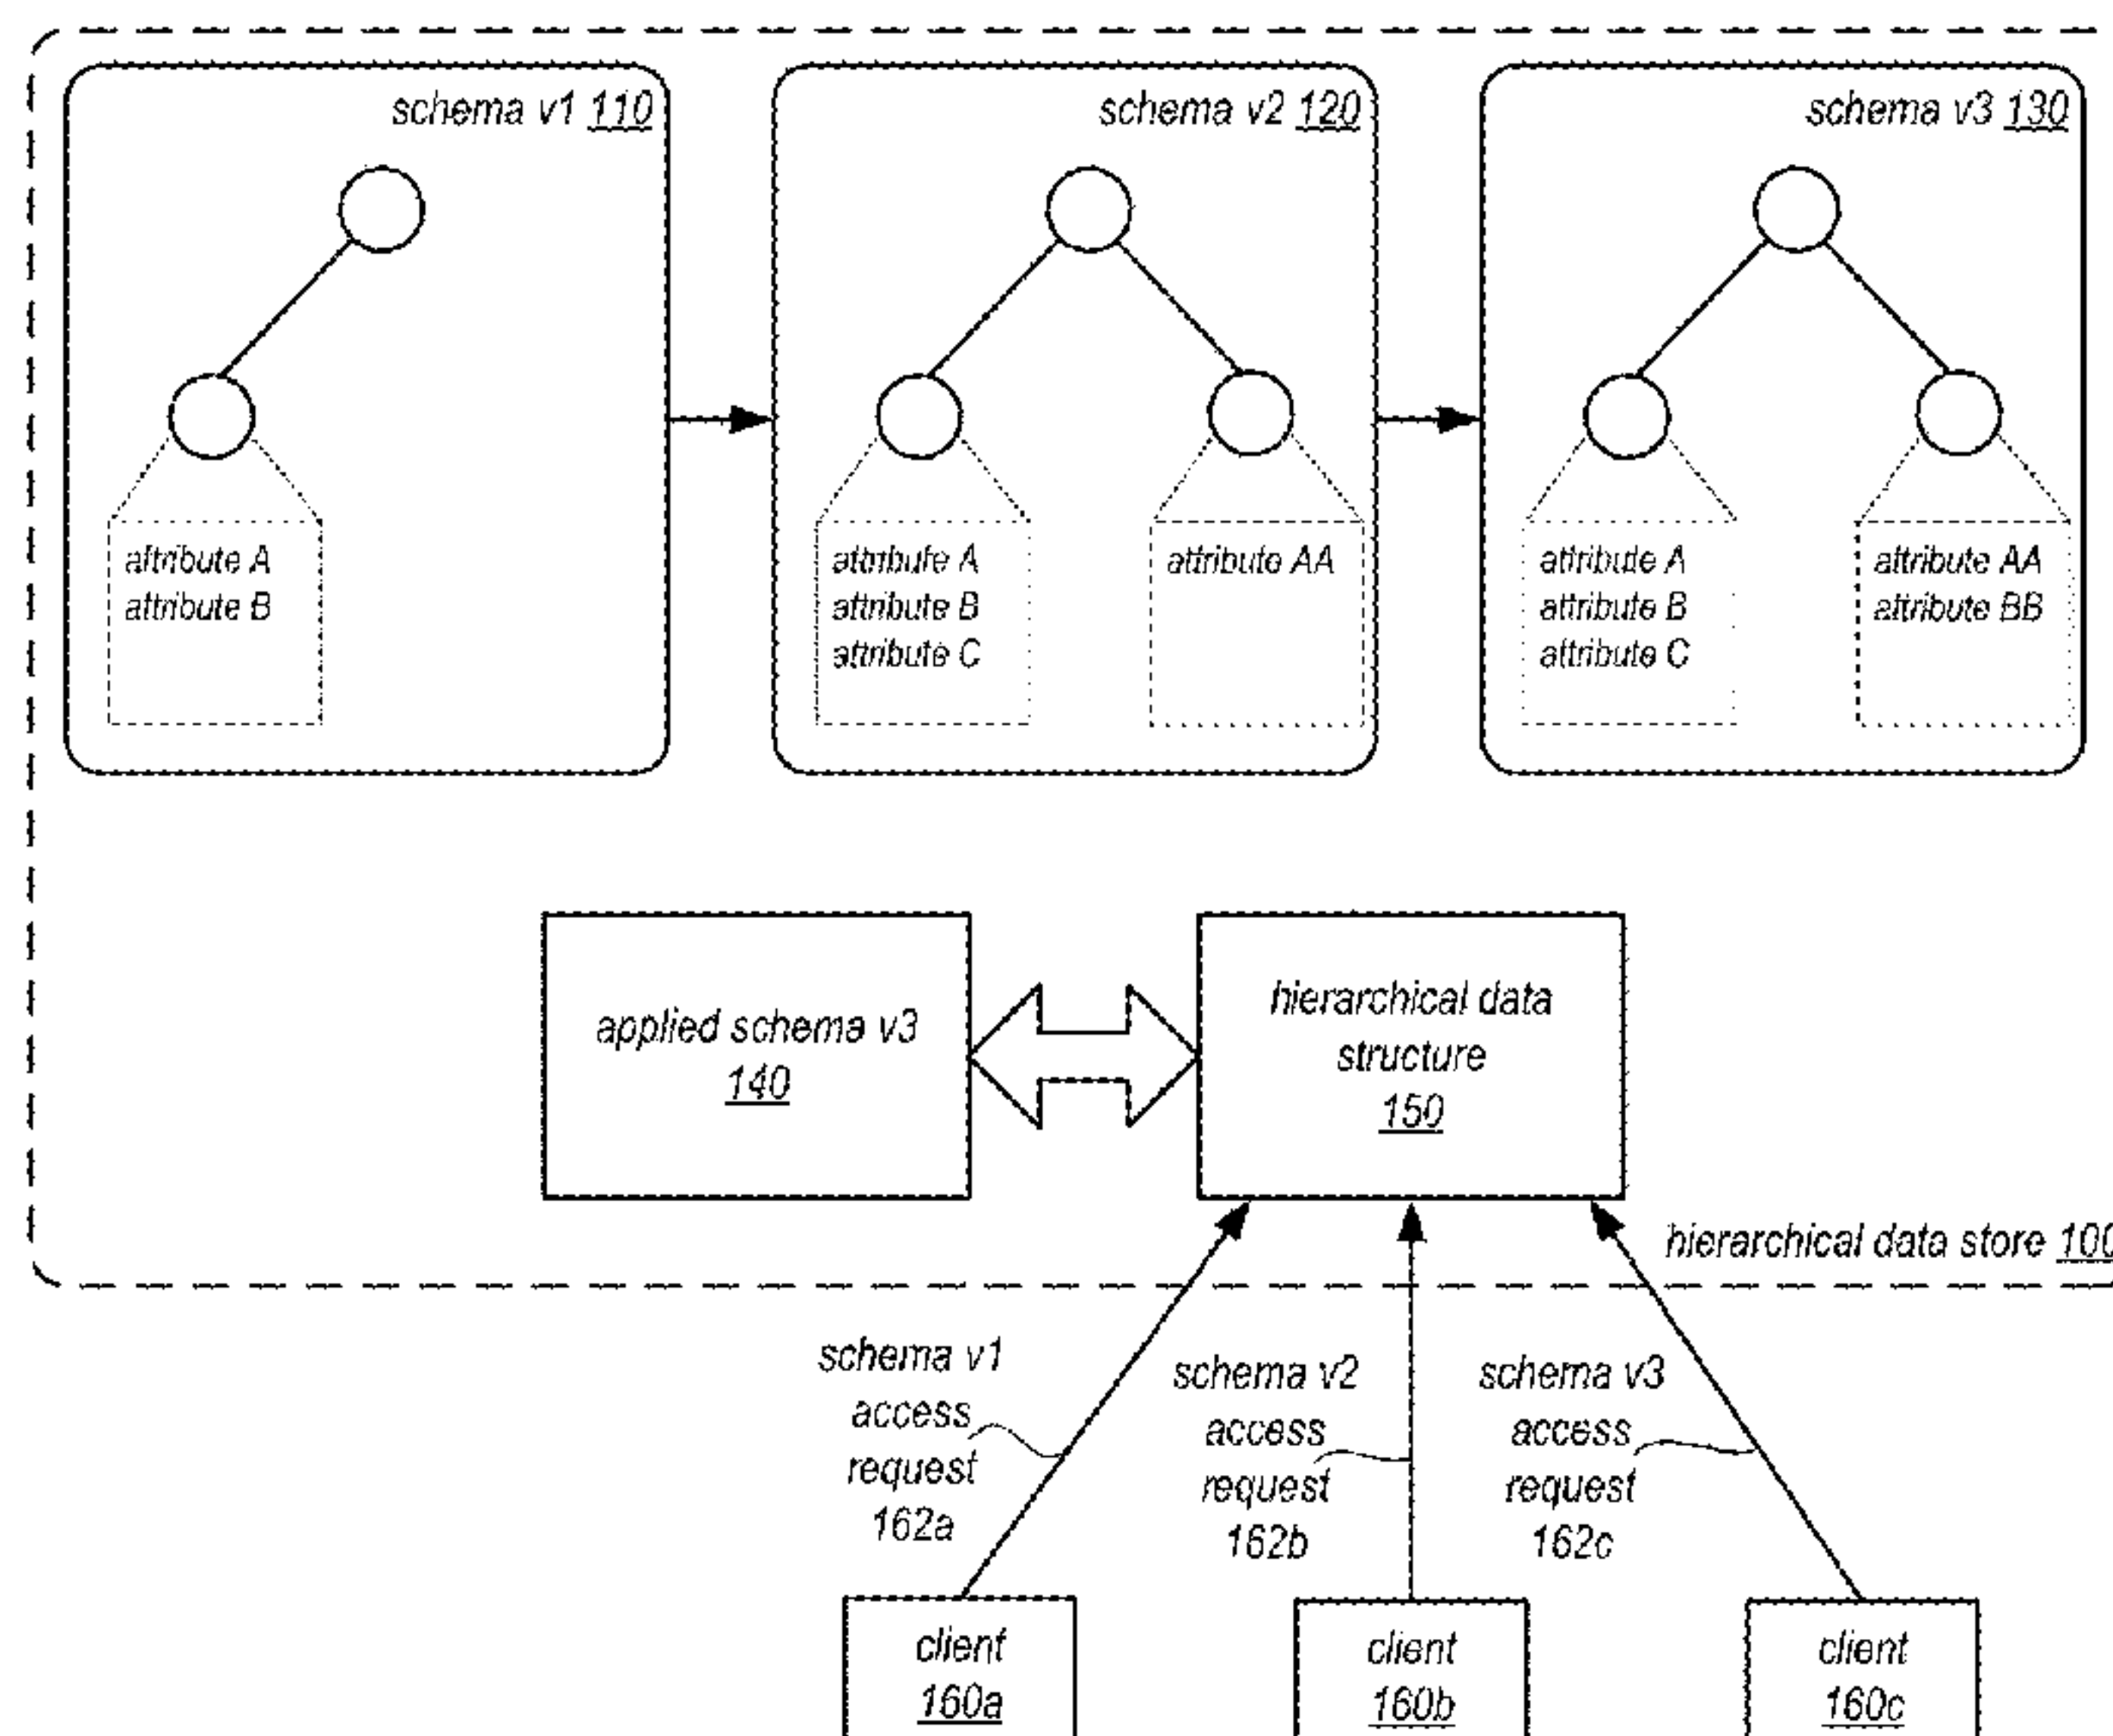 schema v1 110
schema v2 120
schema v3 130
attribute A
attribute B
attribute A
attribute B
attribute C
attribute AA
attribute A
attribute B
attribute C
attribute AA
attribute BB
applied schema v3
140
hierarchical data
structure
150
hierarchical data store 100
schema v1
access
request
162a
schema v2
access
request
162b
schema v3
access
request
162c
client
160a
client
160b
client
160c